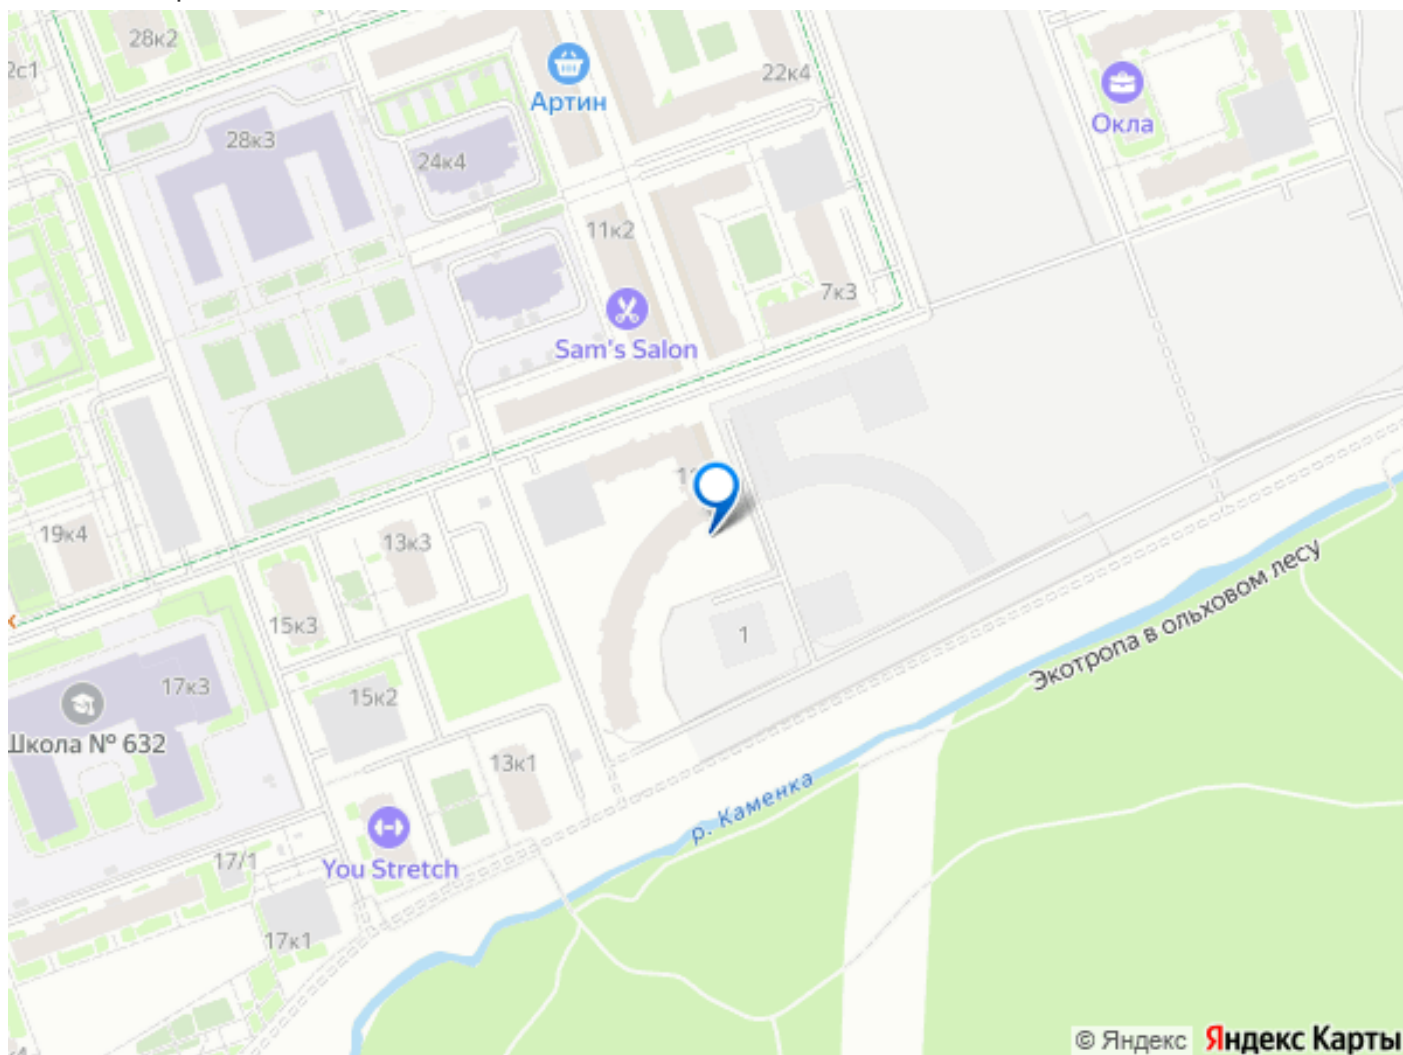 28к2
2с1
22к4
Артин
Окла
28к3
24к4
11к2
7к3
Sam's Salon
19к4
13к3
15к3
1
Экотропа в ольховом лесу
17к3
15к2
Школа № 632
13к1
р. Каменка
17/1
You Stretch
17к1
© Яндекс Яндекс Карты